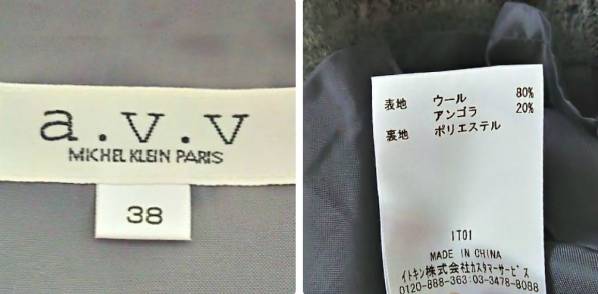 a.v.v
MICHEL KLEIN PARIS
38
表地 ウール 80%
アンゴラ 20%
裏地 ポリエステル
IT01
MADE IN CHINA
イトキン株式会社カスタマーサービス
0120-888-363:03-3478-8088